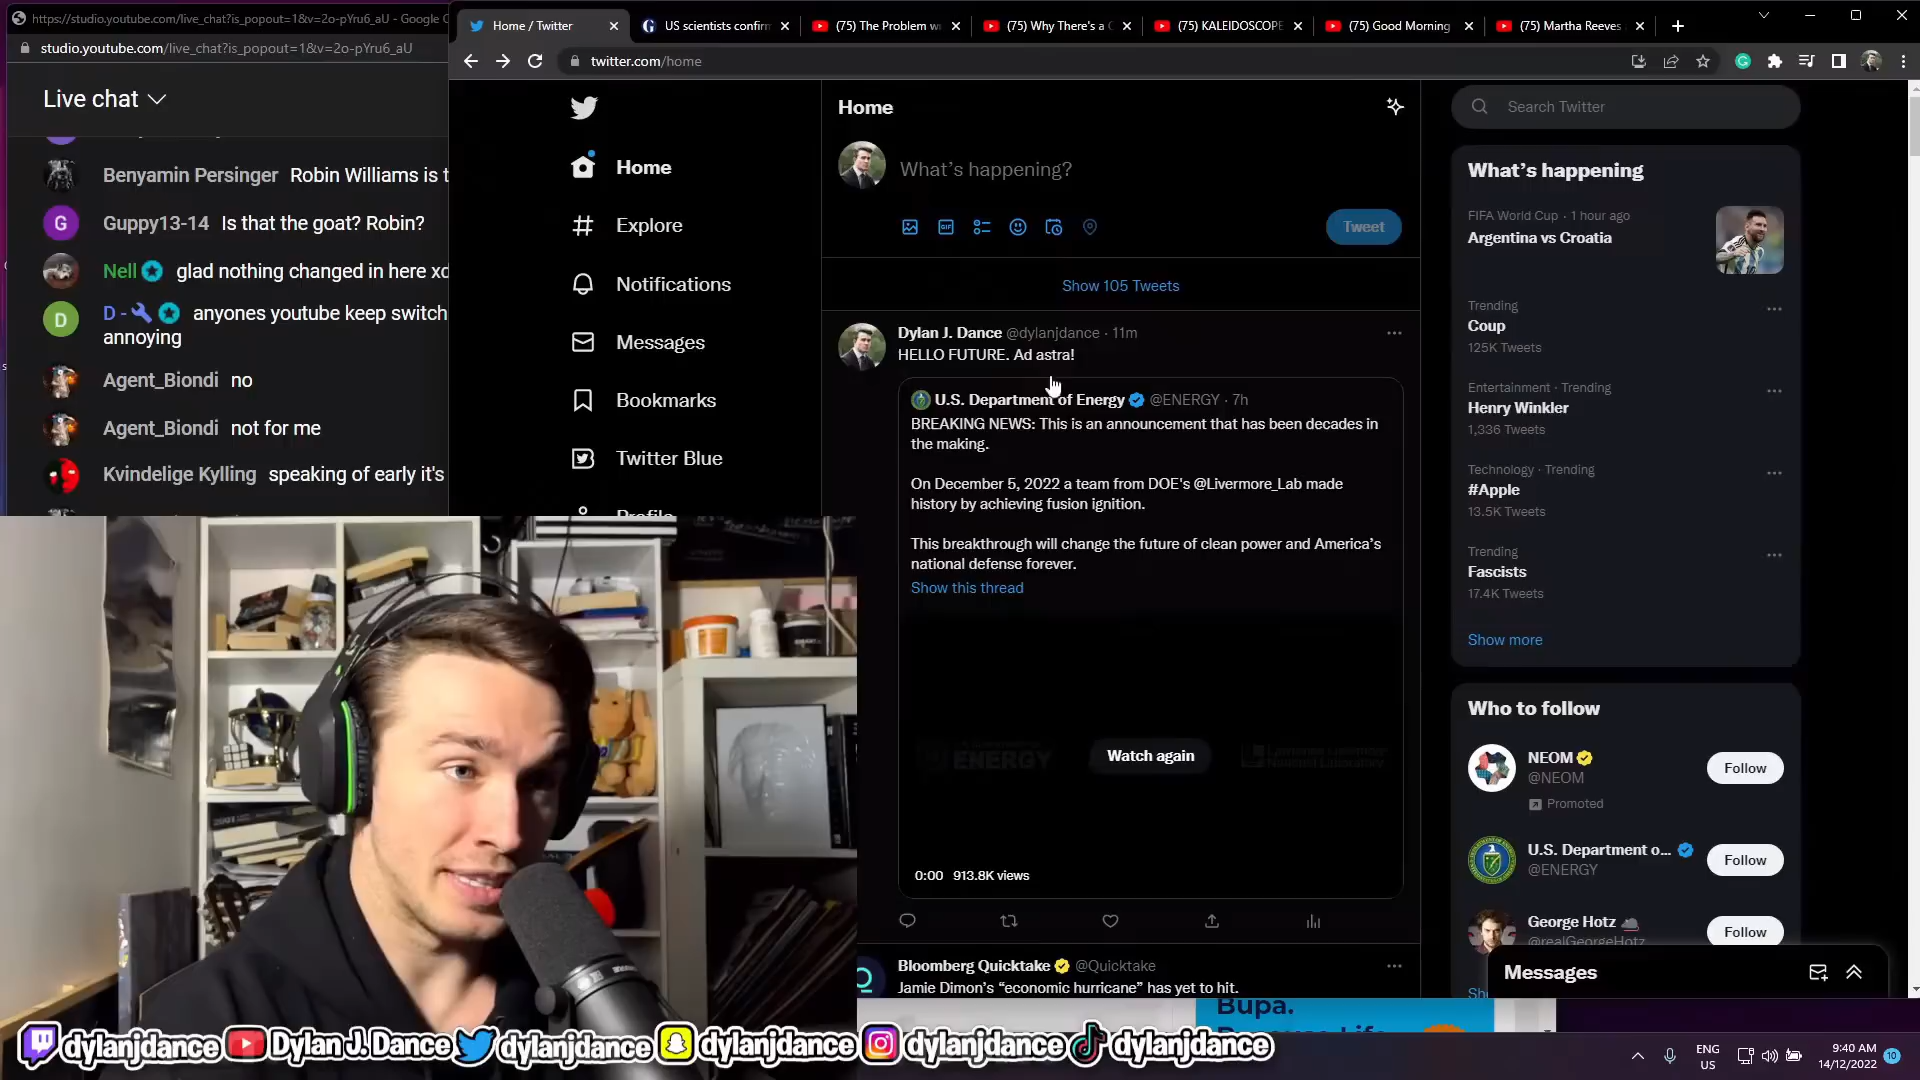 https://studio.youtube.com/live_chat?is_popout=1&v=2o-pYru6_aU - Google C
studio.youtube.com/live_chat?is_popout=1&v=2o-pYru6_aU
Live chat
Benyamin Persinger Robin Williams is t
G Guppy13-14 Is that the goat? Robin?
Nell glad nothing changed in here xd
D D - anyones youtube keep switch
annoying
Agent_Biondi no
Agent_Biondi not for me
Kvindelige Kylling speaking of early it's
Home / Twitter
US scientists confirm
(75) The Problem w
(75) Why There's a C
(75) KALEIDOSCOPE
(75) Good Morning
(75) Martha Reeves
twitter.com/home
Home
Explore
Notifications
Messages
Bookmarks
Twitter Blue
Profile
Home
What's happening?
GIF
Tweet
Show 105 Tweets
Dylan J. Dance @dylanjdance · 11m
HELLO FUTURE. Ad astra!
U.S. Department of Energy @ENERGY · 7h
BREAKING NEWS: This is an announcement that has been decades in
the making.
On December 5, 2022 a team from DOE's @Livermore_Lab made
history by achieving fusion ignition.
This breakthrough will change the future of clean power and America's
national defense forever.
Show this thread
ENERGY
Watch again
0:00 913.8K views
Bloomberg Quicktake @Quicktake
Jamie Dimon's “economic hurricane” has yet to hit.
Search Twitter
What's happening
FIFA World Cup · 1 hour ago
Argentina vs Croatia
Trending
Coup
125K Tweets
Entertainment · Trending
Henry Winkler
1,336 Tweets
Technology · Trending
#Apple
13.5K Tweets
Trending
Fascists
17.4K Tweets
Show more
Who to follow
NEOM
@NEOM
Promoted
Follow
U.S. Department o...
@ENERGY
Follow
George Hotz
@realGeorgeHotz
Follow
Messages
Bupa.
dylanjdance Dylan J. Dance dylanjdance dylanjdance dylanjdance dylanjdance
ENG
US
9:40 AM
14/12/2022
10